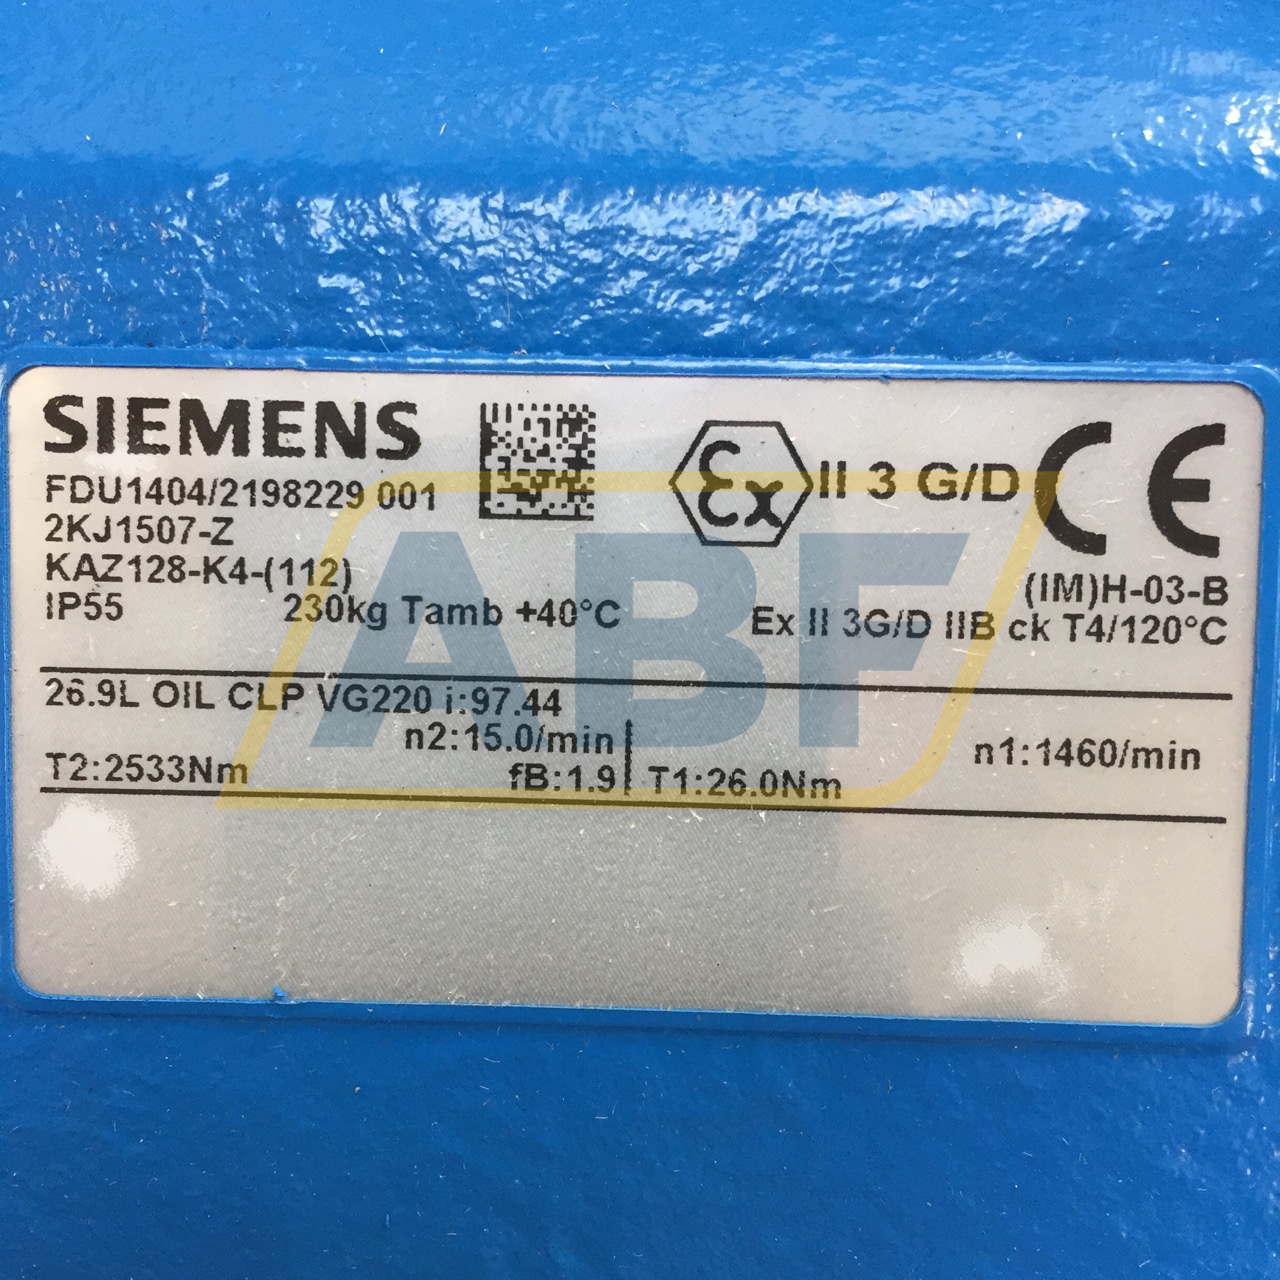 SIEMENS
Ex II 3 G/D CE
FDU1404/2198229 001
2KJ1507-Z
KAZ128-K4-(112)
(IM)H-03-B
IP55 230kg Tamb +40°C
Ex II 3G/D IIB ck T4/120°C
26.9L OIL CLP VG220 i:97.44
n2:15.0/min n1:1460/min
T2:2533Nm fB:1.9 T1:26.0Nm
ABF